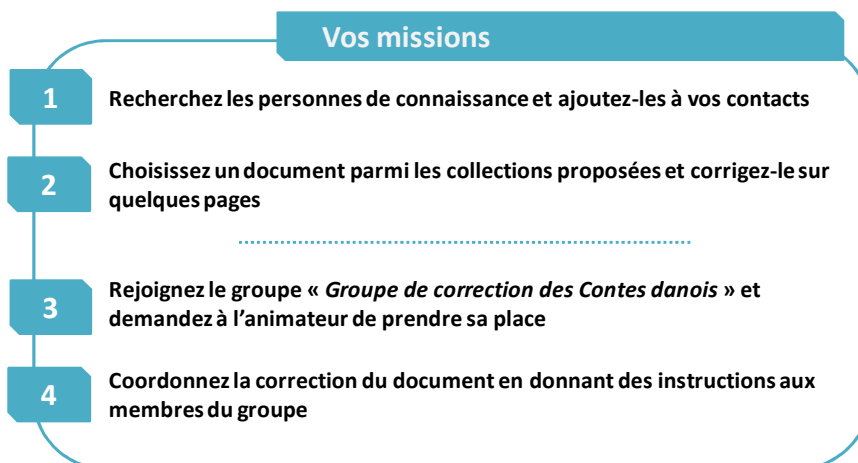 Vos missions
1
Recherchez les personnes de connaissance et ajoutez-les à vos contacts
2
Choisissez un document parmi les collections proposées et corrigez-le sur
quelques pages
3
Rejoignez le groupe « Groupe de correction des Contes danois » et
demandez à l’animateur de prendre sa place
4
Coordonnez la correction du document en donnant des instructions aux
membres du groupe